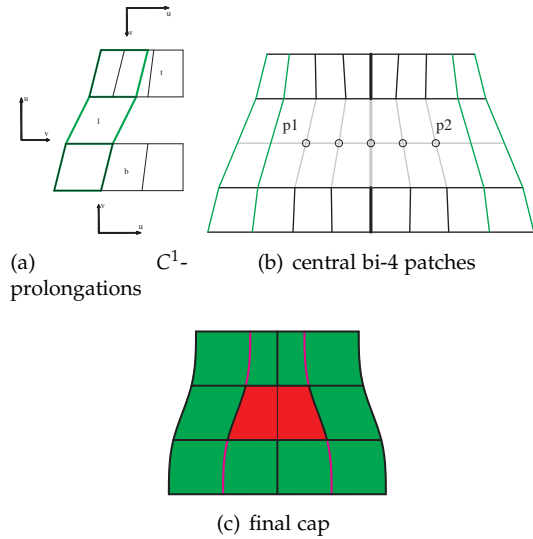 u
v
t
u
l
v
b
v
u
p1
p2
(a) C¹-
prolongations
(b) central bi-4 patches
(c) final cap